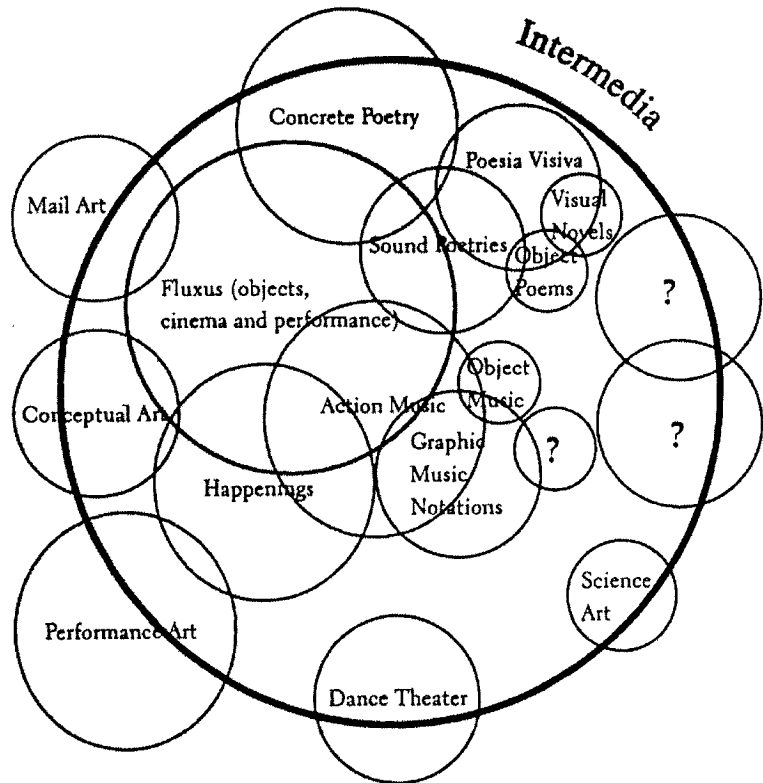 Intermedia
Concrete Poetry
Poesia Visiva
Mail Art
Visual
Novels
Sound Poetries
Object
Poems
Fluxus (objects,
cinema and performance)
?
Object
Music
Conceptual Art
Action Music
?
Graphic
Music
Notations
?
Happenings
Science
Art
Performance Art
Dance Theater